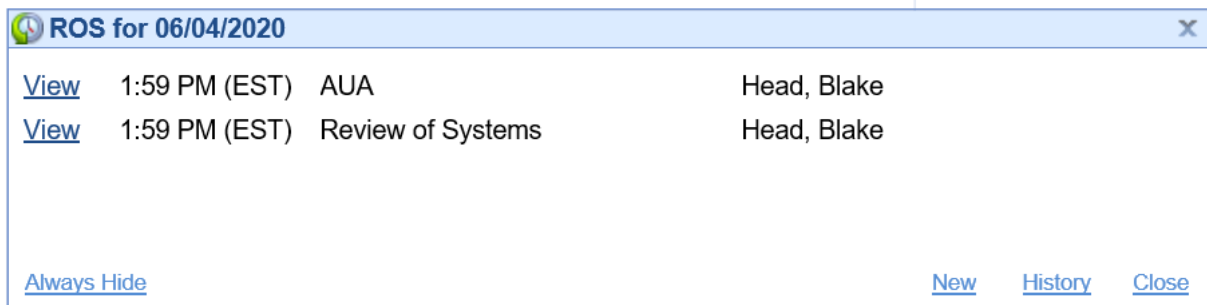 ROS for 06/04/2020 X
View 1:59 PM (EST) AUA Head, Blake
View 1:59 PM (EST) Review of Systems Head, Blake
Always Hide New History Close